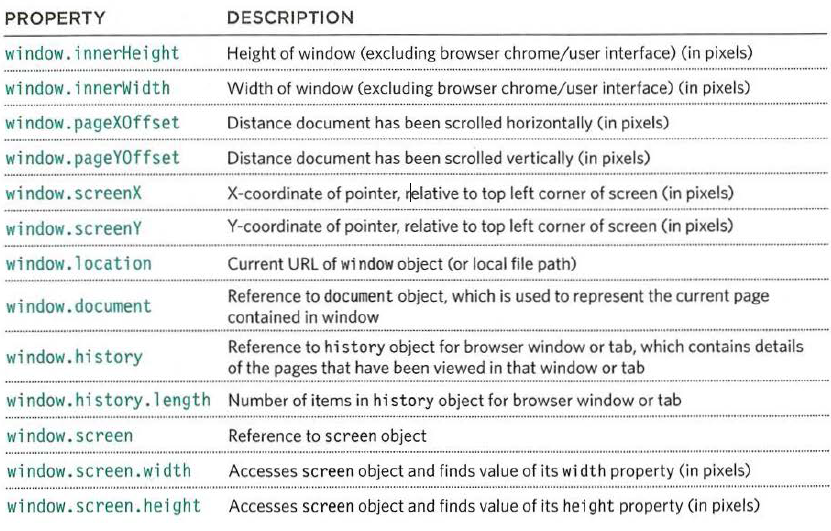 PROPERTY DESCRIPTION
window.innerHeight Height of window (excluding browser chrome/user interface) (in pixels)
window.innerWidth Width of window (excluding browser chrome/user interface) (in pixels)
window.pageXOffset Distance document has been scrolled horizontally (in pixels)
window.pageYOffset Distance document has been scrolled vertically (in pixels)
window.screenX X-coordinate of pointer, relative to top left corner of screen (in pixels)
window.screenY Y-coordinate of pointer, relative to top left corner of screen (in pixels)
window.location Current URL of window object (or local file path)
window.document Reference to document object, which is used to represent the current page
contained in window
window.history Reference to history object for browser window or tab, which contains details
of the pages that have been viewed in that window or tab
window.history.length Number of items in history object for browser window or tab
window.screen Reference to screen object
window.screen.width Accesses screen object and finds value of its width property (in pixels)
window.screen.height Accesses screen object and finds value of its height property (in pixels)